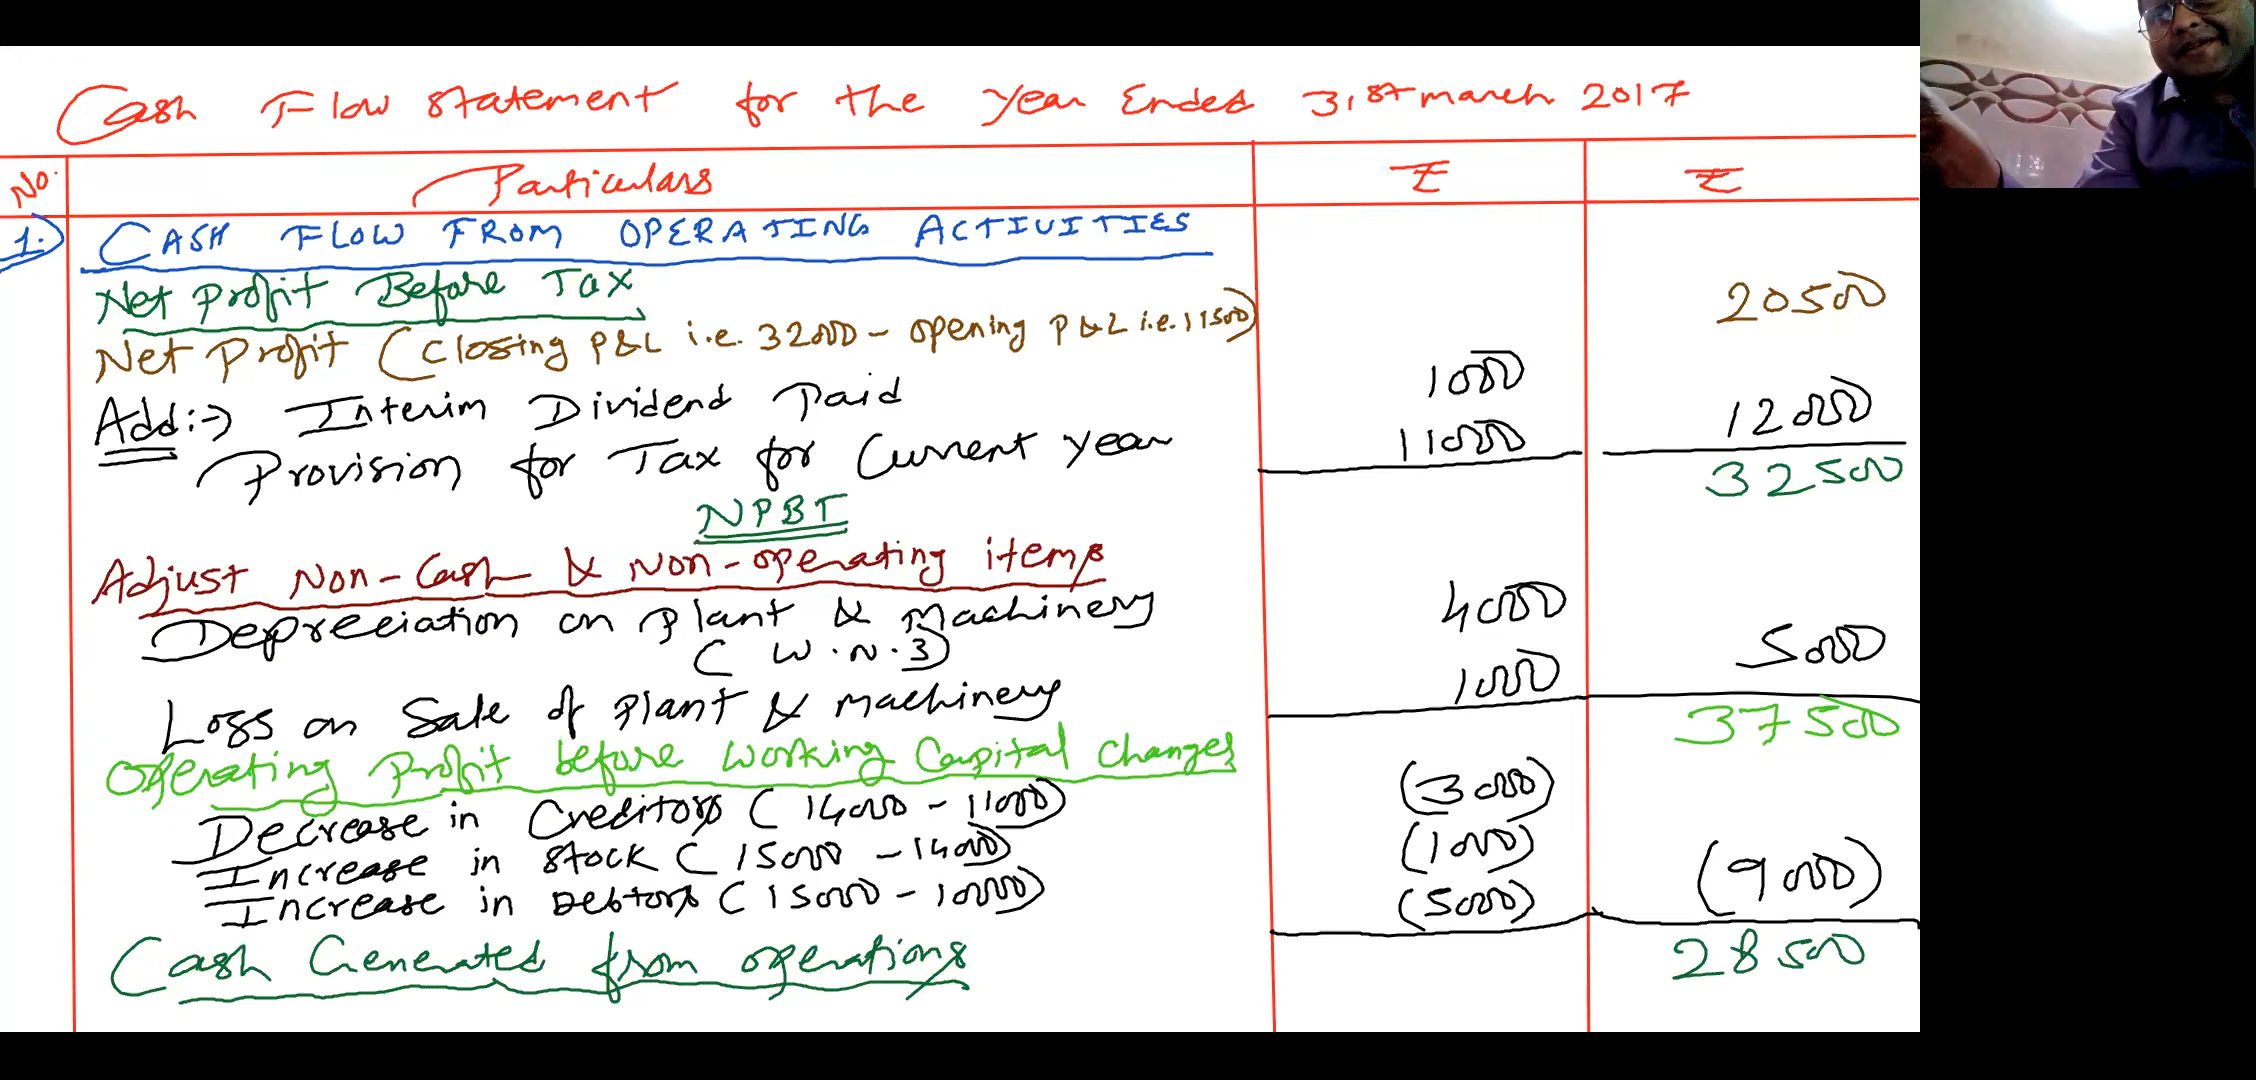 Cash Flow Statement for the Year Ended 31st march 2017
No. Particulars ₹ ₹
1. CASH FLOW FROM OPERATING ACTIVITIES
Net Profit Before Tax
Net Profit (Closing P&L i.e. 32000 - opening P&L i.e. 11500) 20500
Add:→ Interim Dividend Paid 1000
Provision for Tax for Current year 11000 12000
NPBT 32500
Adjust Non-Cash & Non-operating items
Depreciation on Plant & Machinery 4000
(W.N.3)
Loss on Sale of Plant & Machinery 1000 5000
Operating Profit before Working Capital Changes 37500
Decrease in Creditors (14000 - 11000) (3000)
Increase in Stock (15000 - 14000) (1000)
Increase in Debtors (15000 - 10000) (5000) (9000)
Cash Generated from operations 28500